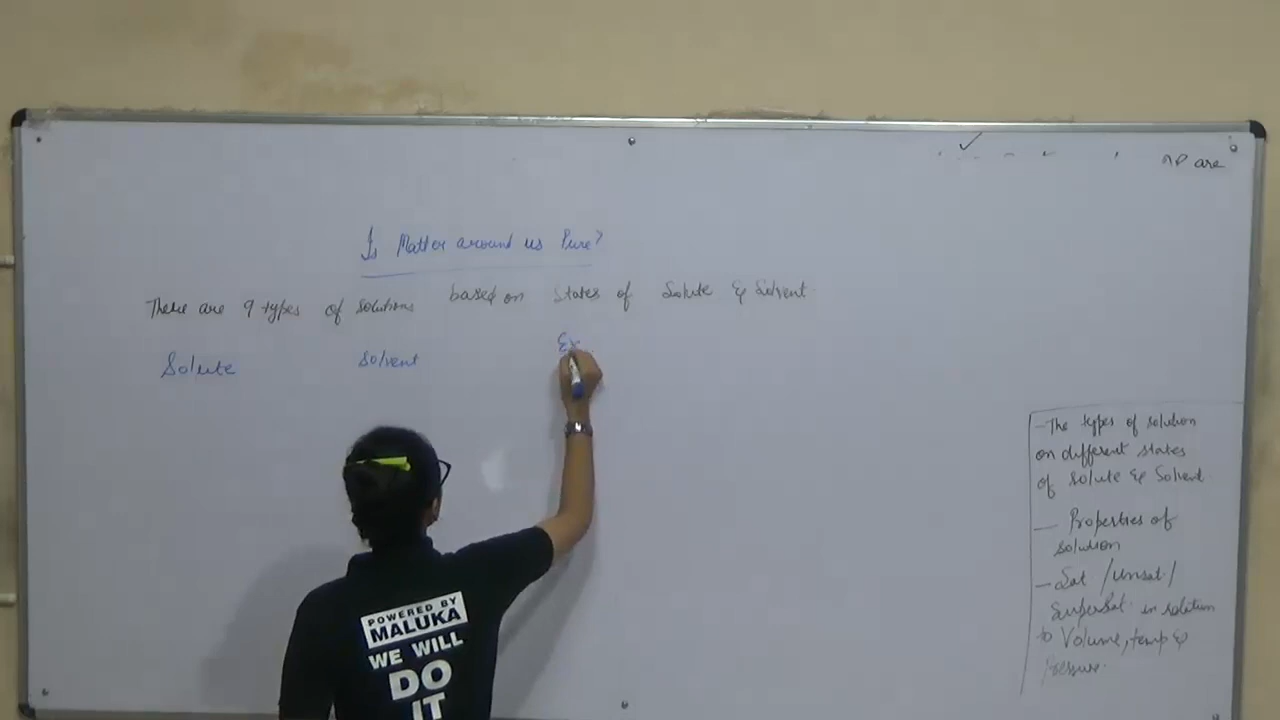 Is Matter around us Pure?
There are 9 types of solutions based on States of Solute & Solvent
Solute Solvent Ex
are
- The types of solution
on different states
of solute & Solvent
- Properties of
solution
- Sat / Unsat /
SuperSat in solution
to Volume, temp &
Pressure.
POWERED BY
MALUKA
WE WILL
DO
IT